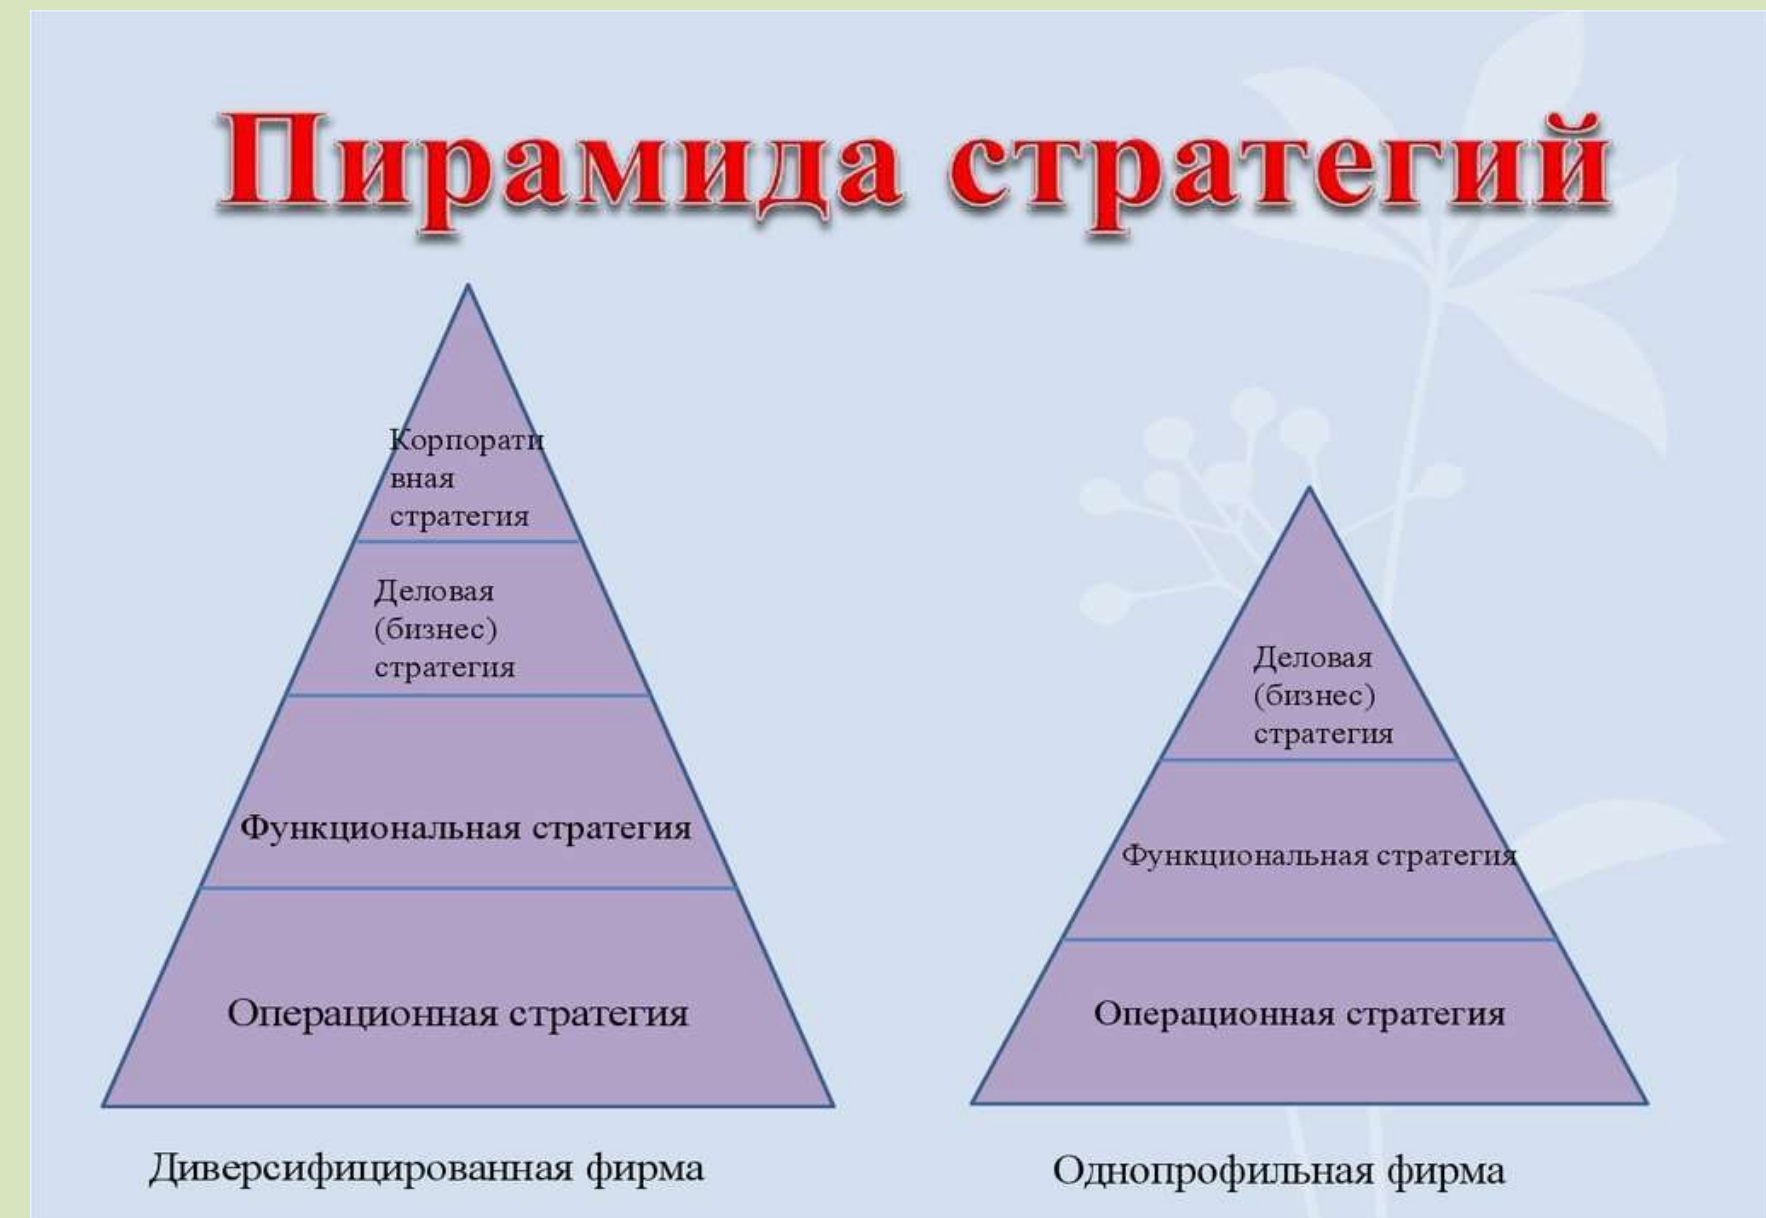 Пирамида стратегий
Корпорати
вная
стратегия
Деловая
(бизнес)
стратегия
Функциональная стратегия
Операционная стратегия
Диверсифицированная фирма
Деловая
(бизнес)
стратегия
Функциональная стратегия
Операционная стратегия
Однопрофильная фирма